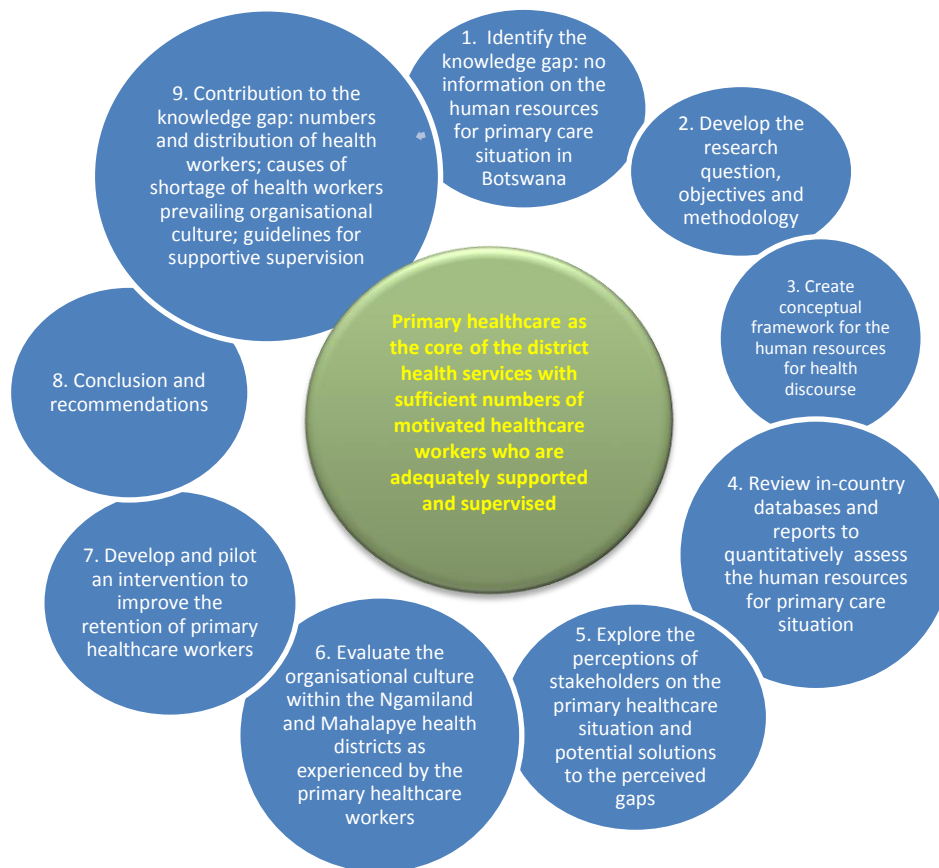 1. Identify the
knowledge gap: no
information on the
human resources
for primary care
situation in
Botswana
2. Develop the
research
question,
objectives and
methodology
3. Create
conceptual
framework for the
human resources
for health
discourse
4. Review in-country
databases and
reports to
quantitatively assess
the human resources
for primary care
situation
5. Explore the
perceptions of
stakeholders on the
primary healthcare
situation and
potential solutions
to the perceived
gaps
6. Evaluate the
organisational culture
within the Ngamiland
and Mahalapye health
districts as
experienced by the
primary healthcare
workers
7. Develop and pilot
an intervention to
improve the
retention of primary
healthcare workers
8. Conclusion and
recommendations
9. Contribution to the
knowledge gap: numbers
and distribution of
health workers; causes of
shortage of health workers
prevailing organisational
culture; guidelines for
supportive supervision
Primary healthcare as
the core of the district
health services with
sufficient numbers of
motivated healthcare
workers who are
adequately supported
and supervised